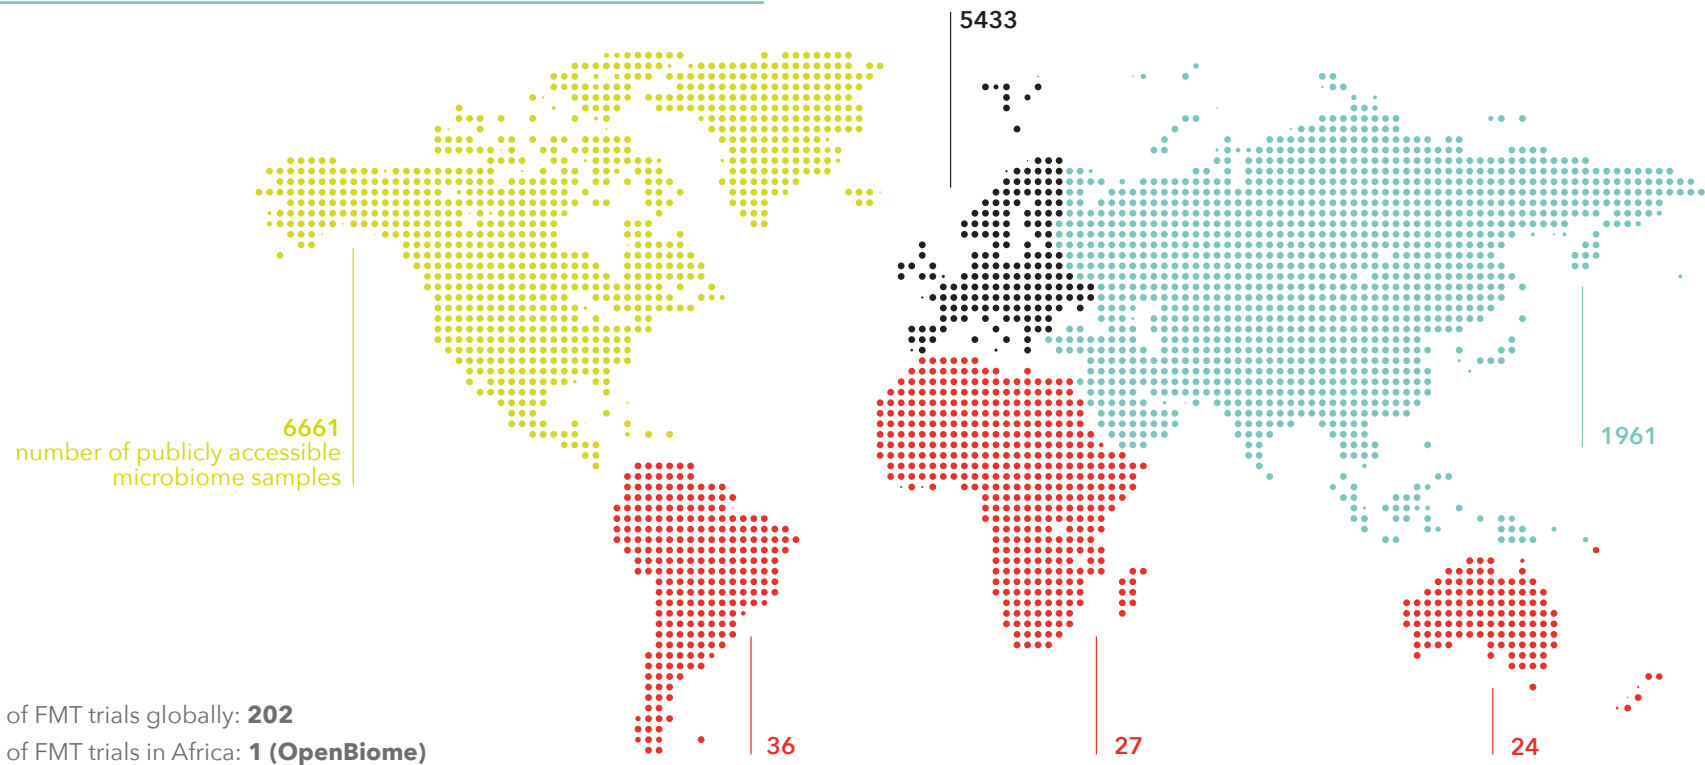 5433
6661
number of publicly accessible
microbiome samples
1961
of FMT trials globally: 202
of FMT trials in Africa: 1 (OpenBiome)
36
27
24